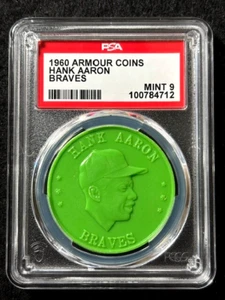 PSA
1960 ARMOUR COINS
HANK AARON
BRAVES
MINT 9
100784712
HANK AARON
BRAVES